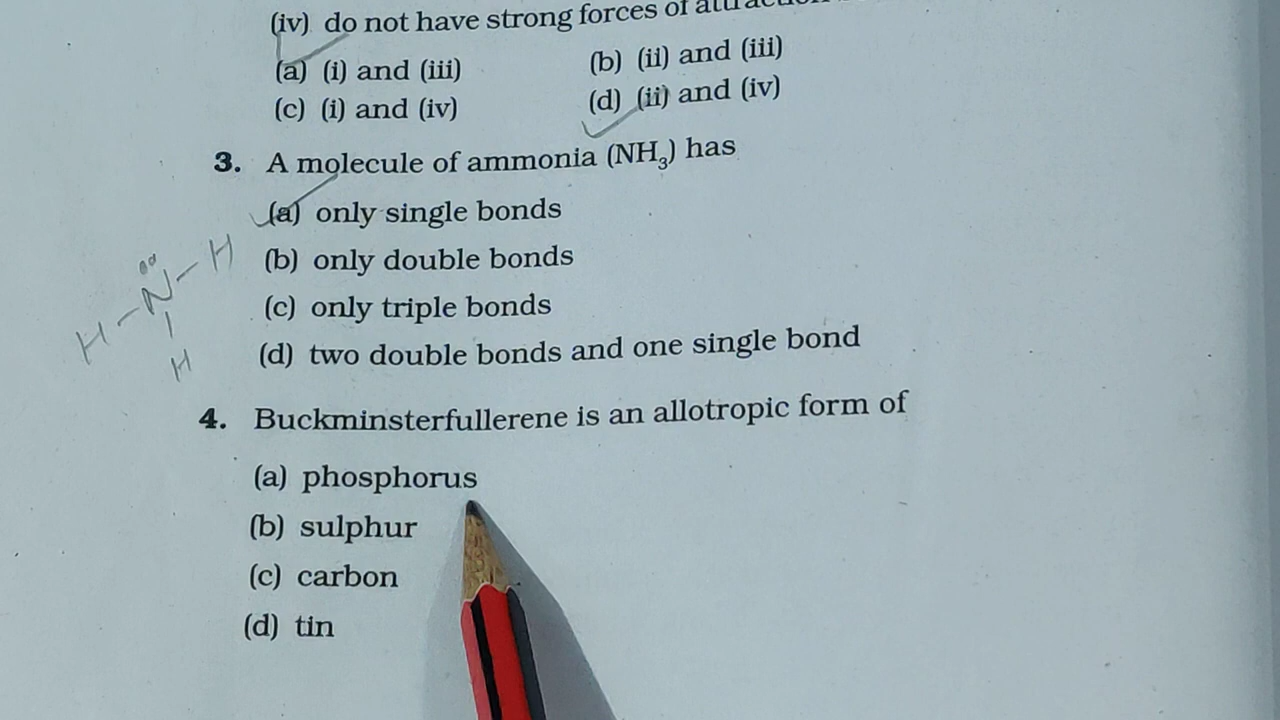 (iv) do not have strong forces of
(a) (i) and (iii) (b) (ii) and (iii)
(c) (i) and (iv) (d) (ii) and (iv)
3. A molecule of ammonia (NH₃) has
(a) only single bonds
(b) only double bonds
(c) only triple bonds
(d) two double bonds and one single bond
H-N-H
H
4. Buckminsterfullerene is an allotropic form of
(a) phosphorus
(b) sulphur
(c) carbon
(d) tin